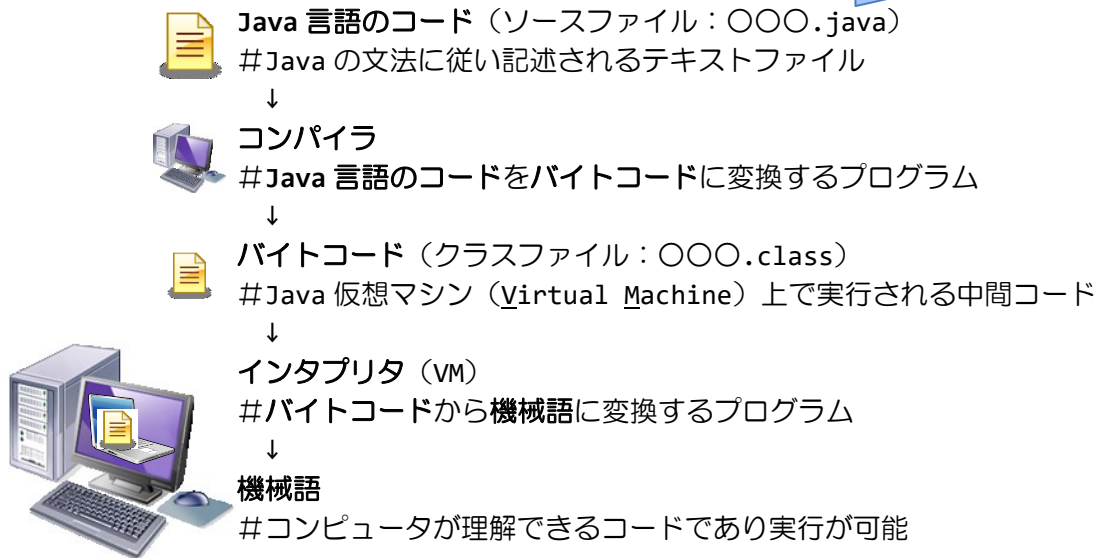 Java 言語のコード（ソースファイル：〇〇〇.java）
＃Java の文法に従い記述されるテキストファイル
↓
コンパイラ
＃Java 言語のコードをバイトコードに変換するプログラム
↓
バイトコード（クラスファイル：〇〇〇.class）
＃Java 仮想マシン（Virtual Machine）上で実行される中間コード
↓
インタプリタ（VM）
＃バイトコードから機械語に変換するプログラム
↓
機械語
＃コンピュータが理解できるコードであり実行が可能